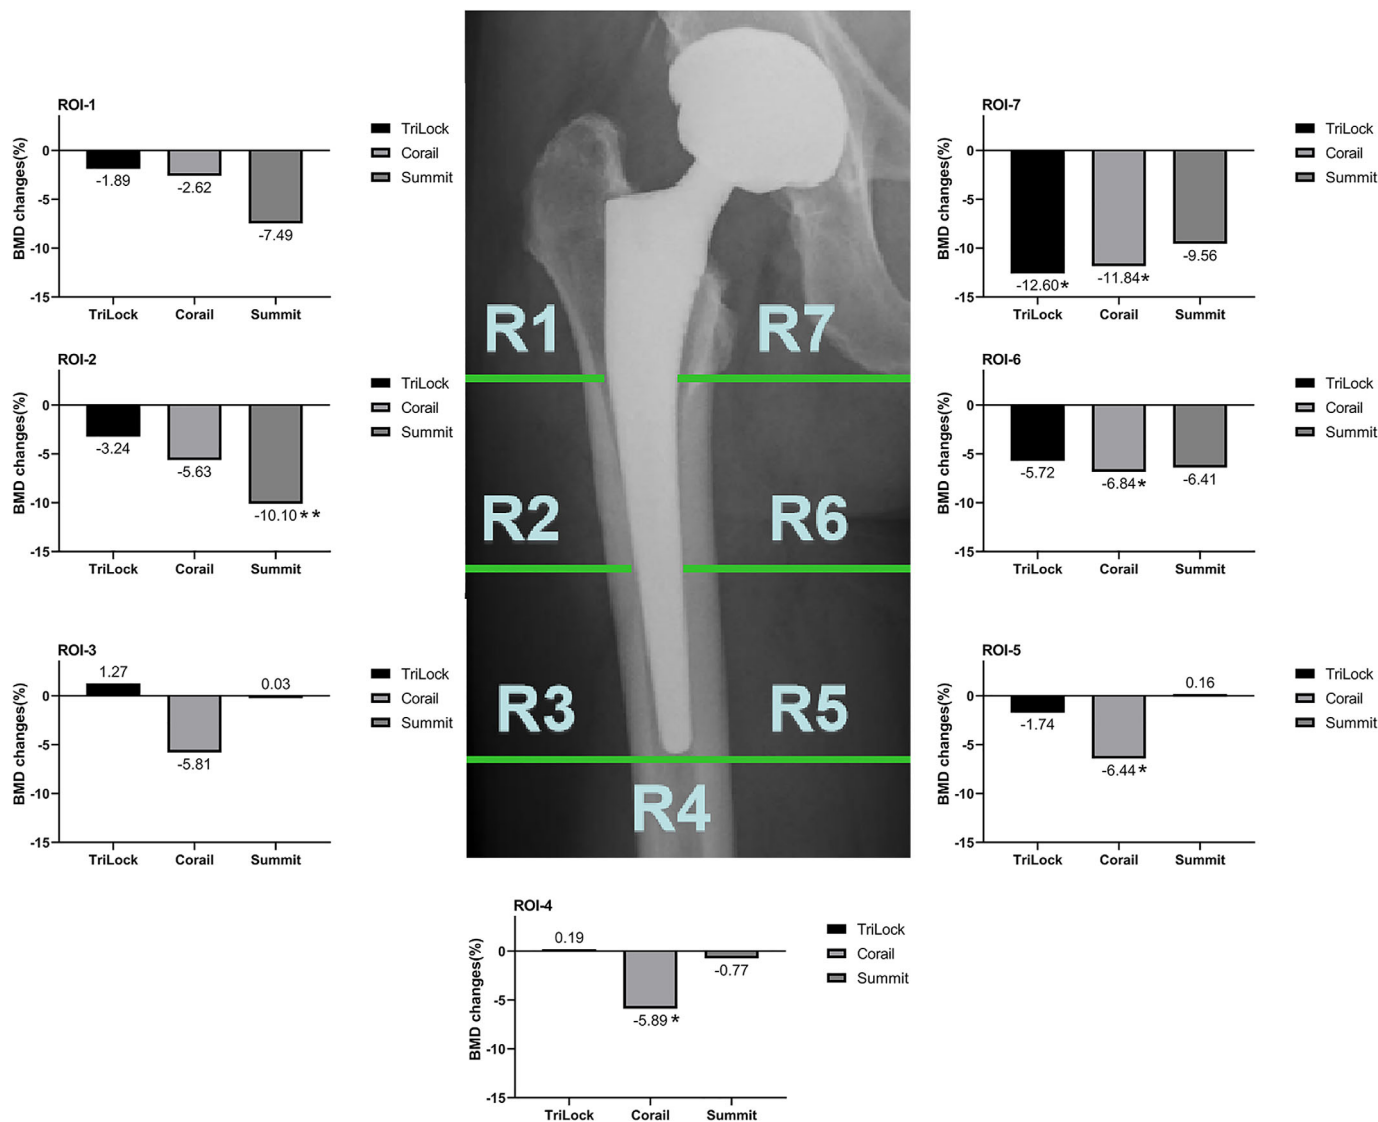 ROI-1
BMD changes(%)
0
-5
-10
-15
-1.89
-2.62
-7.49
TriLock
Corail
Summit
TriLock
Corail
Summit
ROI-2
BMD changes(%)
0
-5
-10
-15
-3.24
-5.63
-10.10**
TriLock
Corail
Summit
TriLock
Corail
Summit
ROI-3
BMD changes(%)
0
-5
-10
-15
1.27
-5.81
0.03
TriLock
Corail
Summit
TriLock
Corail
Summit
R1
R7
R2
R6
R3
R5
R4
ROI-7
BMD changes(%)
0
-5
-10
-15
-12.60*
-11.84*
-9.56
TriLock
Corail
Summit
TriLock
Corail
Summit
ROI-6
BMD changes(%)
0
-5
-10
-15
-5.72
-6.84*
-6.41
TriLock
Corail
Summit
TriLock
Corail
Summit
ROI-5
BMD changes(%)
0
-5
-10
-15
-1.74
-6.44*
0.16
TriLock
Corail
Summit
TriLock
Corail
Summit
ROI-4
BMD changes(%)
0
-5
-10
-15
0.19
-5.89*
-0.77
TriLock
Corail
Summit
TriLock
Corail
Summit